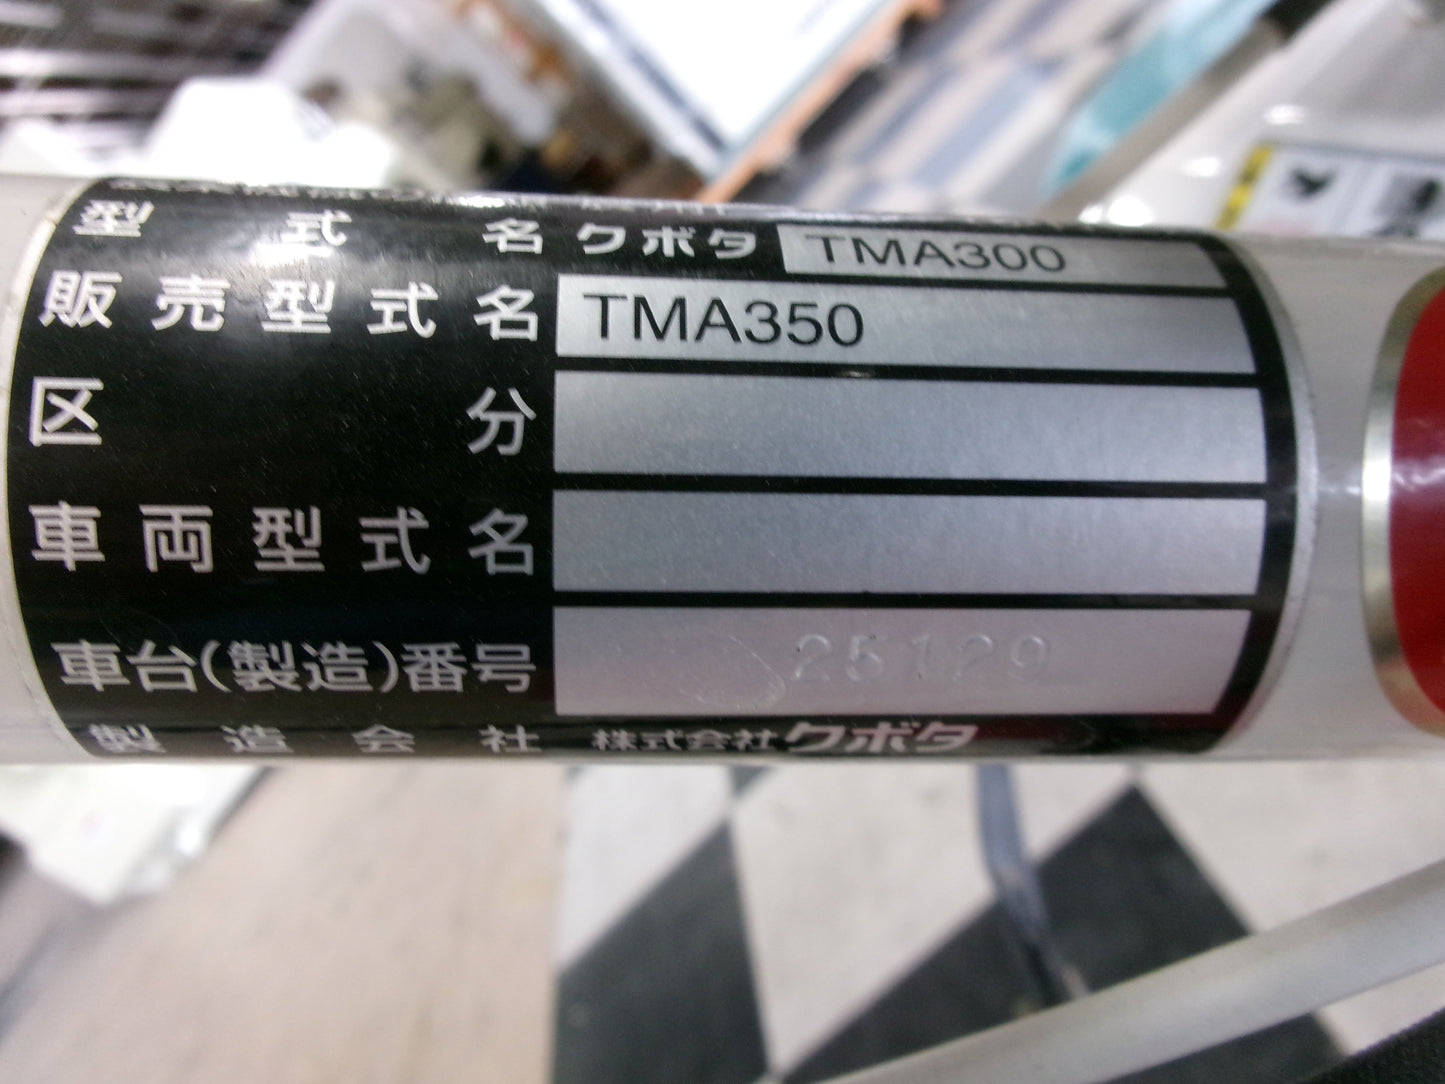 型式名 クボタ TMA300
販売型式名 TMA350
区分
車両型式名
車台(製造)番号 25129
製造会社 株式会社クボタ